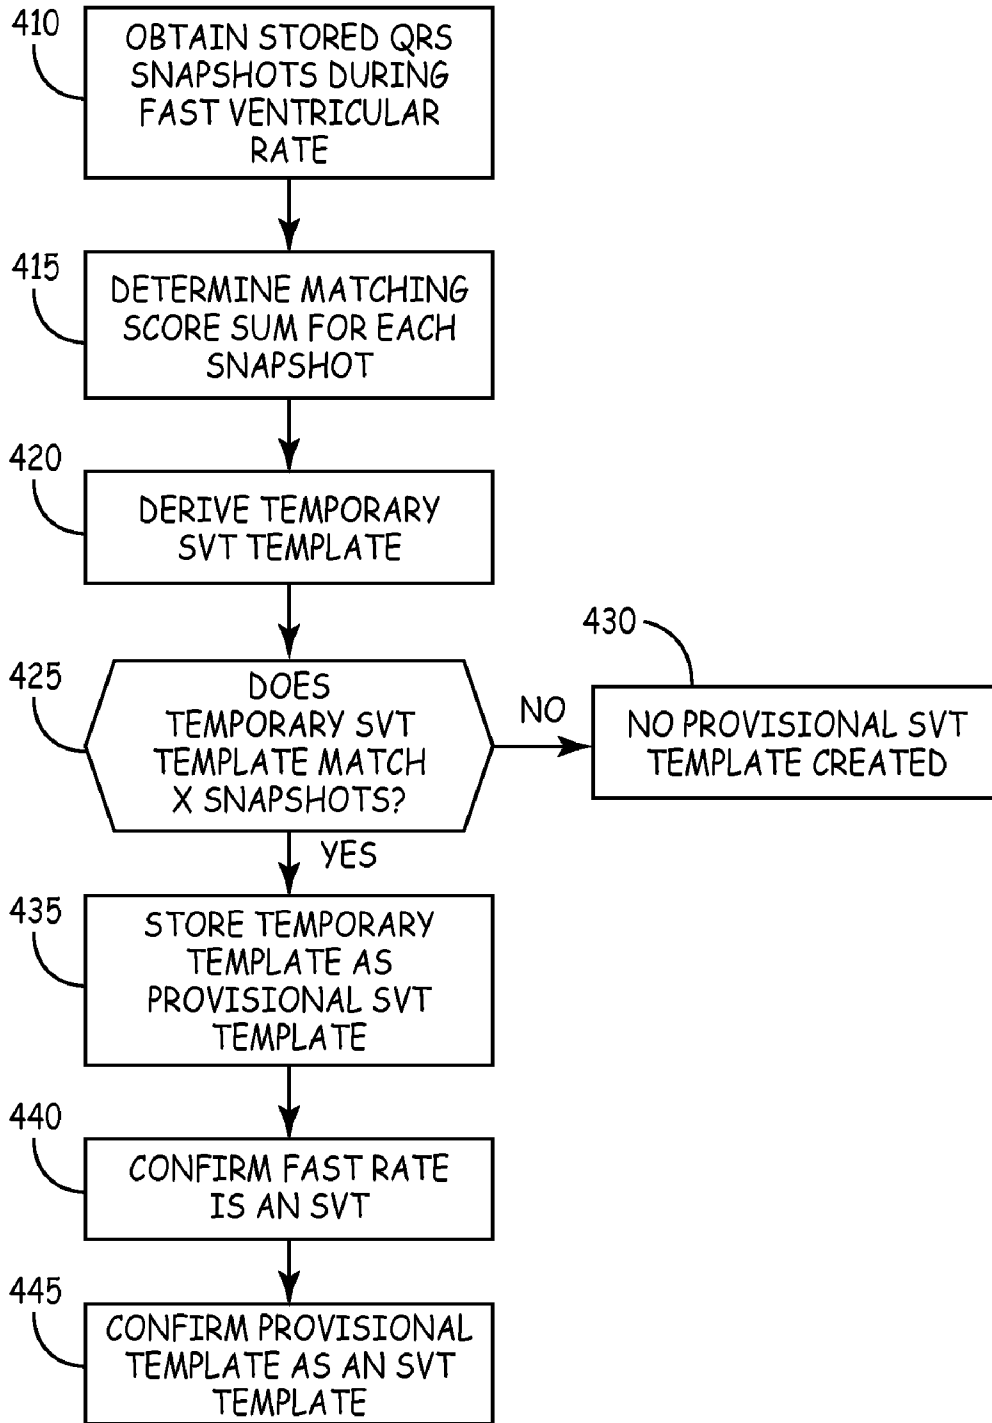 410
OBTAIN STORED QRS
SNAPSHOTS DURING
FAST VENTRICULAR
RATE
415
DETERMINE MATCHING
SCORE SUM FOR EACH
SNAPSHOT
420
DERIVE TEMPORARY
SVT TEMPLATE
425
DOES
TEMPORARY SVT
TEMPLATE MATCH
X SNAPSHOTS?
NO
430
NO PROVISIONAL SVT
TEMPLATE CREATED
YES
435
STORE TEMPORARY
TEMPLATE AS
PROVISIONAL SVT
TEMPLATE
440
CONFIRM FAST RATE
IS AN SVT
445
CONFIRM PROVISIONAL
TEMPLATE AS AN SVT
TEMPLATE